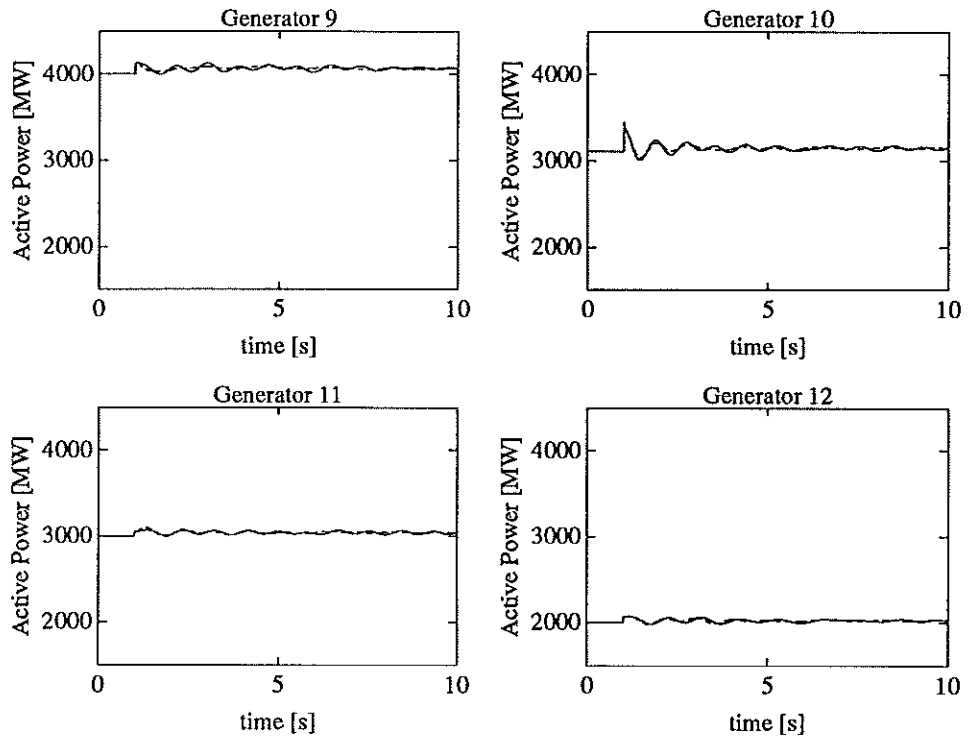 Generator 9
Active Power [MW]
4000
3000
2000
0
5
10
time [s]
Generator 10
Active Power [MW]
4000
3000
2000
0
5
10
time [s]
Generator 11
Active Power [MW]
4000
3000
2000
0
5
10
time [s]
Generator 12
Active Power [MW]
4000
3000
2000
0
5
10
time [s]